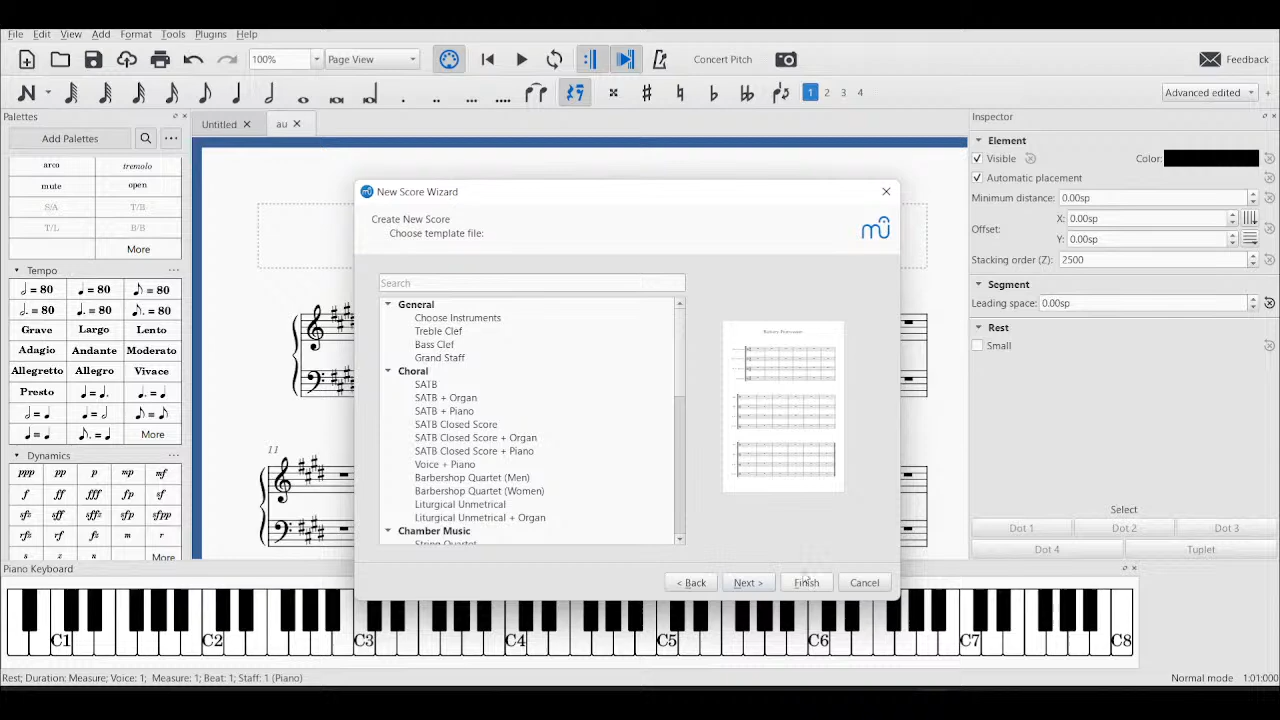 File Edit View Add Format Tools Plugins Help
100% Page View Concert Pitch Feedback
1 2 3 4 Advanced edited
Palettes
Untitled au
Inspector
Add Palettes
arco tremolo
mute open
S/A T/B
T/L B/B
More
Tempo
= 80 = 80 = 80
= 80 = 80 = 80
Grave Largo Lento
Adagio Andante Moderato
Allegretto Allegro Vivace
Presto
More
Dynamics
ppp pp p mp mf
f ff fff fp sf
sfz sff sffz sfp sfpp
rfz rf fz m r
s z n More
11
New Score Wizard
Create New Score
Choose template file:
Search
General
Choose Instruments
Treble Clef
Bass Clef
Grand Staff
Choral
SATB
SATB + Organ
SATB + Piano
SATB Closed Score
SATB Closed Score + Organ
SATB Closed Score + Piano
Voice + Piano
Barbershop Quartet (Men)
Barbershop Quartet (Women)
Liturgical Unmetrical
Liturgical Unmetrical + Organ
Chamber Music
String Quartet
Battery Percussion
< Back Next > Finish Cancel
Element
Visible Color:
Automatic placement
Minimum distance: 0.00sp
Offset: X: 0.00sp
Y: 0.00sp
Stacking order (Z): 2500
Segment
Leading space: 0.00sp
Rest
Small
Select
Dot 1 Dot 2 Dot 3
Dot 4 Tuplet
Piano Keyboard
C1 C2 C3 C4 C5 C6 C7 C8
Rest; Duration: Measure; Voice: 1; Measure: 1; Beat: 1; Staff: 1 (Piano) Normal mode 1:01:000